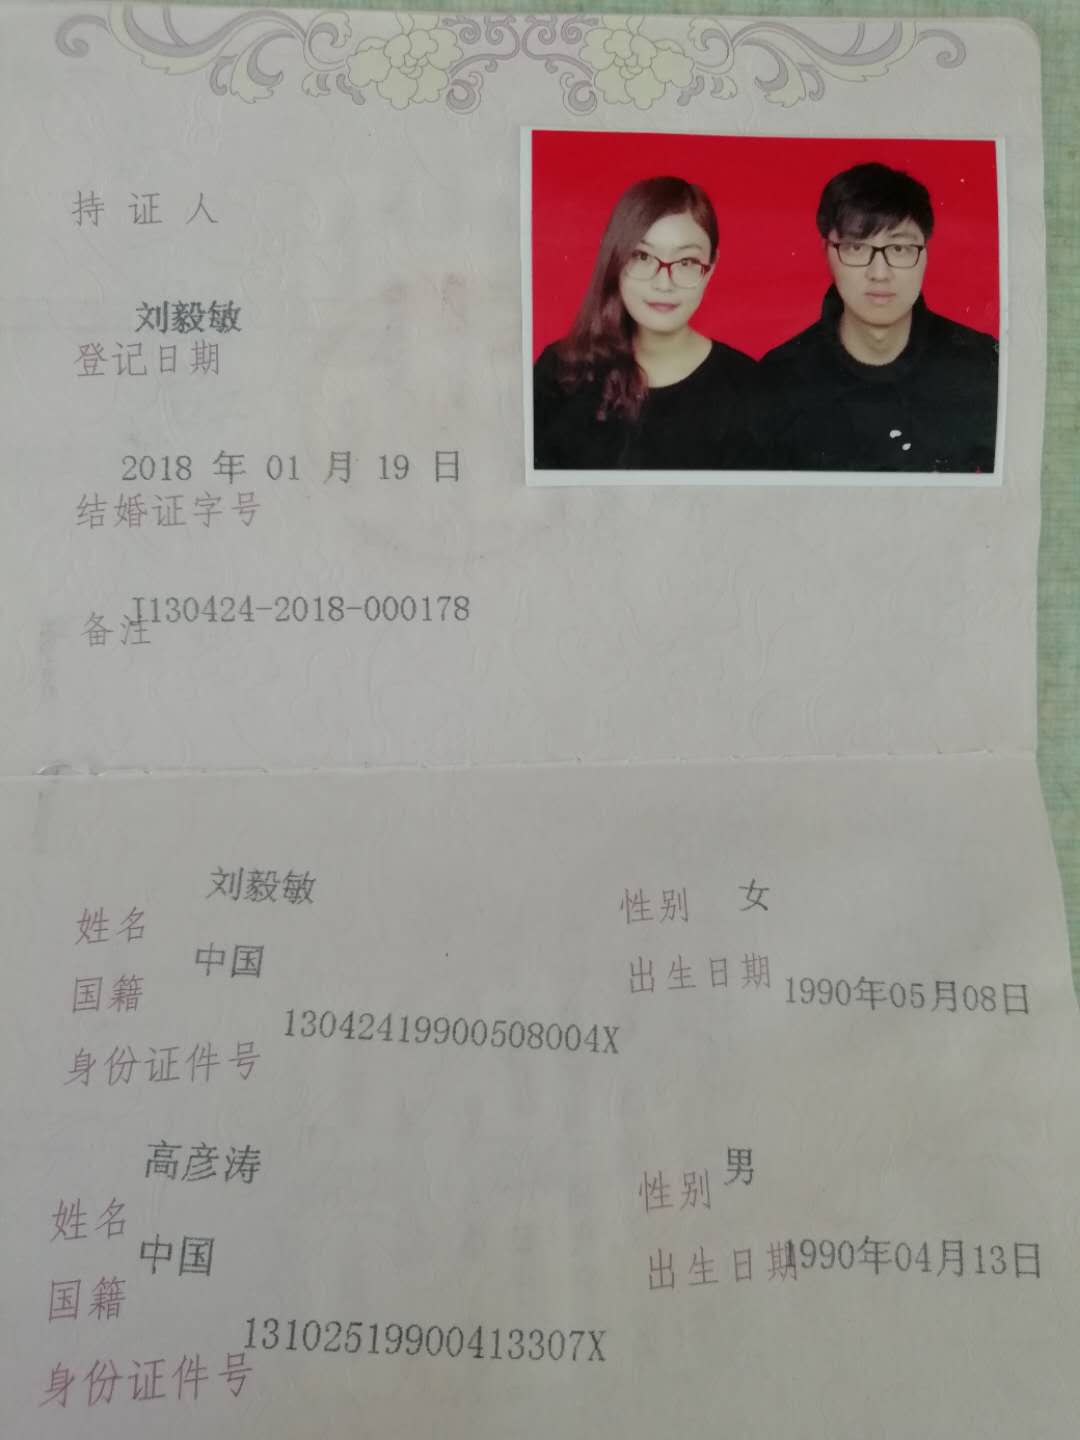 持证人
刘毅敏
登记日期
2018 年 01 月 19 日
结婚证字号
J130424-2018-000178
备注
姓名 刘毅敏 性别 女
国籍 中国 出生日期 1990年05月08日
身份证件号 13042419900508004X
姓名 高彦涛 性别 男
国籍 中国 出生日期 1990年04月13日
身份证件号 13102519900413307X